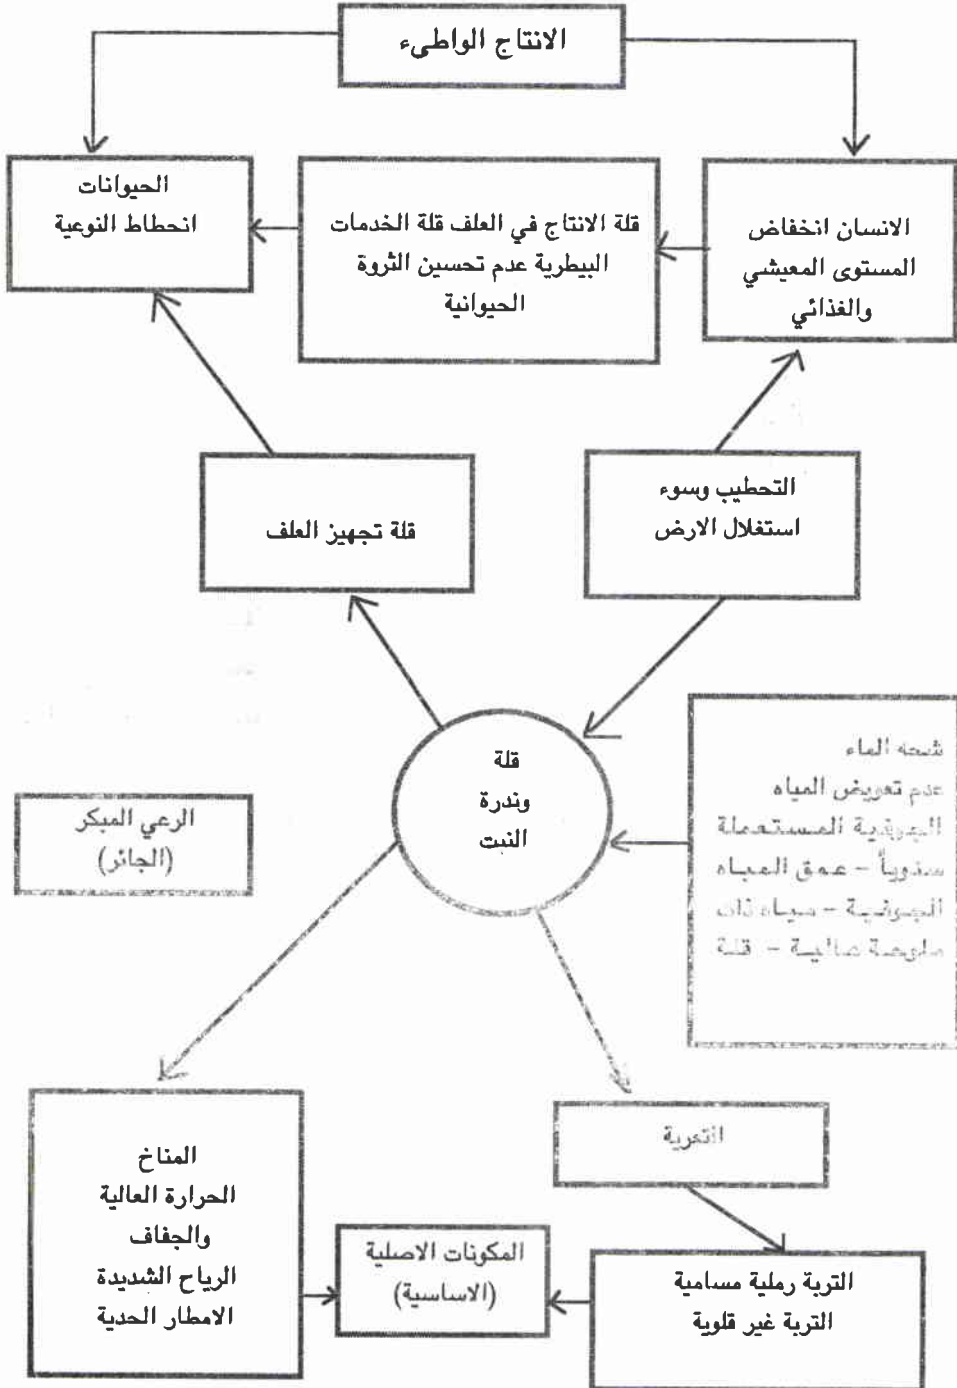 الانتاج الواطىء
الانسان انخفاض
المستوى المعيشي
والغذائي
قلة الانتاج في العلف قلة الخدمات
البيطرية عدم تحسين الثروة
الحيوانية
الحيوانات
انحطاط النوعية
التحطيب وسوء
استغلال الارض
قلة تجهيز العلف
قلة
وندرة
النبت
شحه الماء
عدم تعويض المياه
الجوفية المستعملة
سنوياً - عمق المياه
الجوفية - مياه ذات
ملوحة عالية - قلة
الرعي المبكر
(الجائر)
التعرية
المناخ
الحرارة العالية
والجفاف
الرياح الشديدة
الامطار الحدية
المكونات الاصلية
(الاساسية)
التربة رملية مسامية
التربة غير قلوية